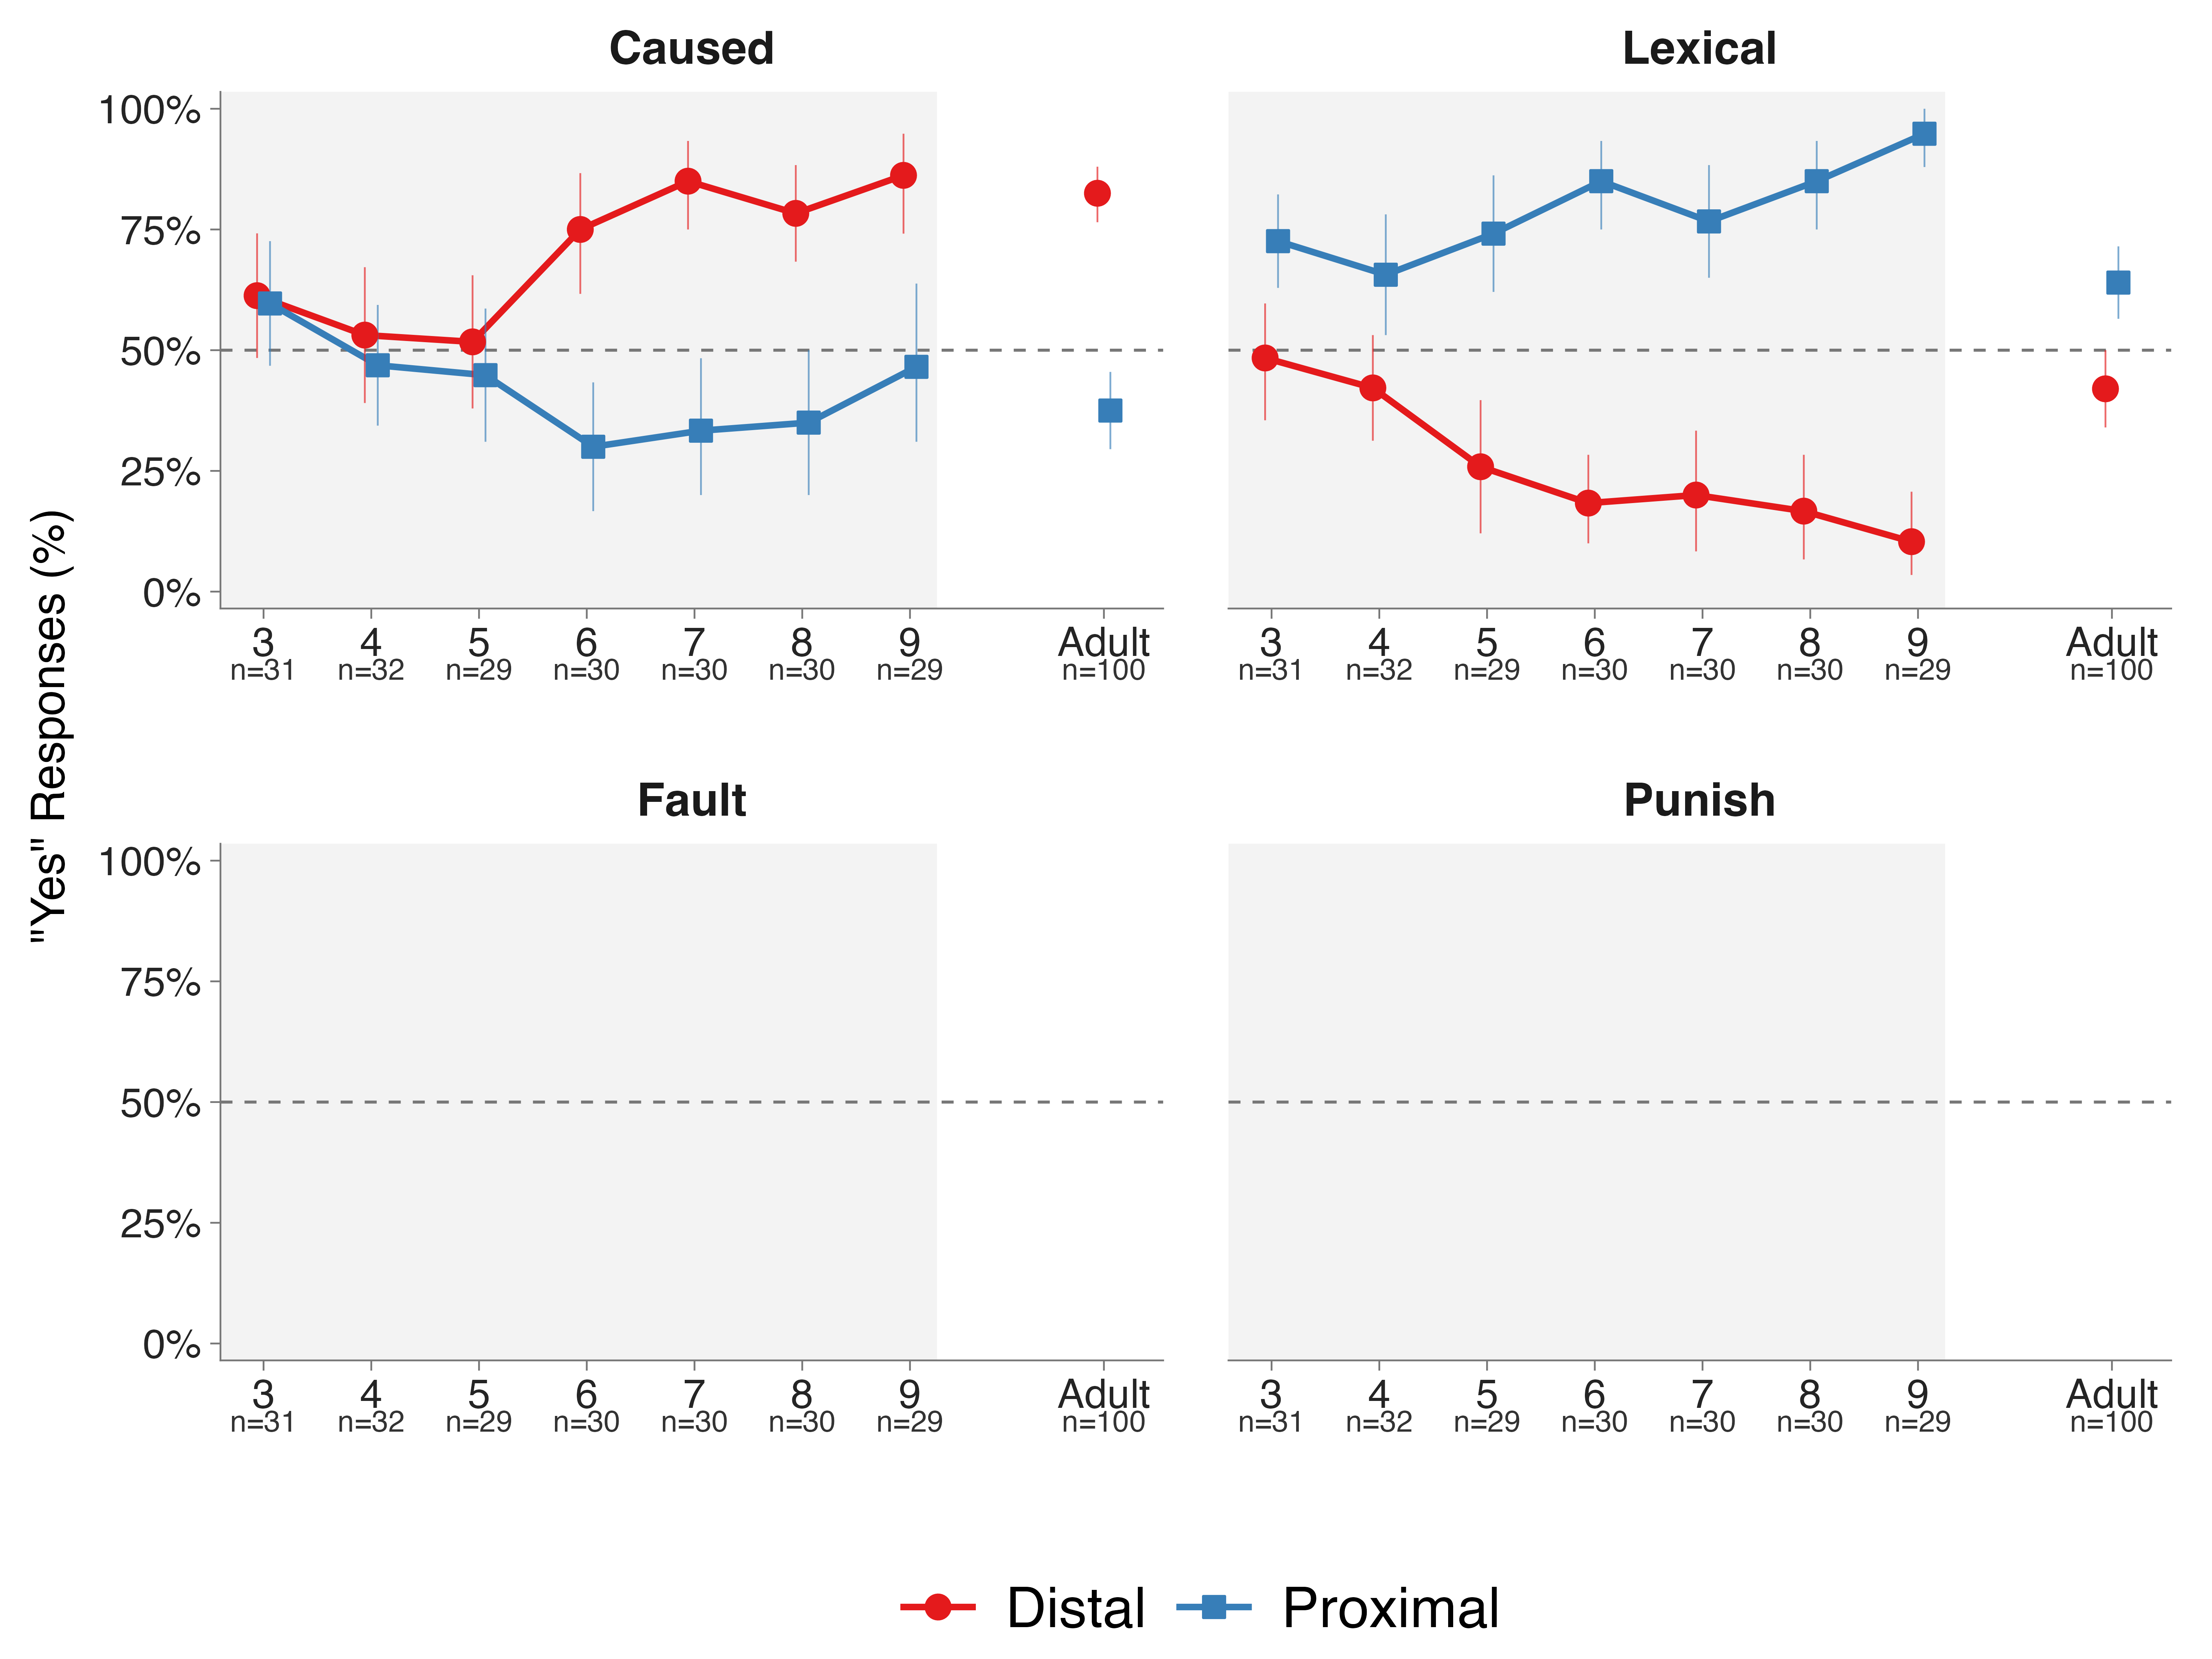 Caused
Lexical
"Yes" Responses (%)
100%
75%
50%
25%
0%
3 4 5 6 7 8 9 Adult
n=31 n=32 n=29 n=30 n=30 n=30 n=29 n=100
3 4 5 6 7 8 9 Adult
n=31 n=32 n=29 n=30 n=30 n=30 n=29 n=100
Fault
Punish
100%
75%
50%
25%
0%
3 4 5 6 7 8 9 Adult
n=31 n=32 n=29 n=30 n=30 n=30 n=29 n=100
3 4 5 6 7 8 9 Adult
n=31 n=32 n=29 n=30 n=30 n=30 n=29 n=100
Distal Proximal